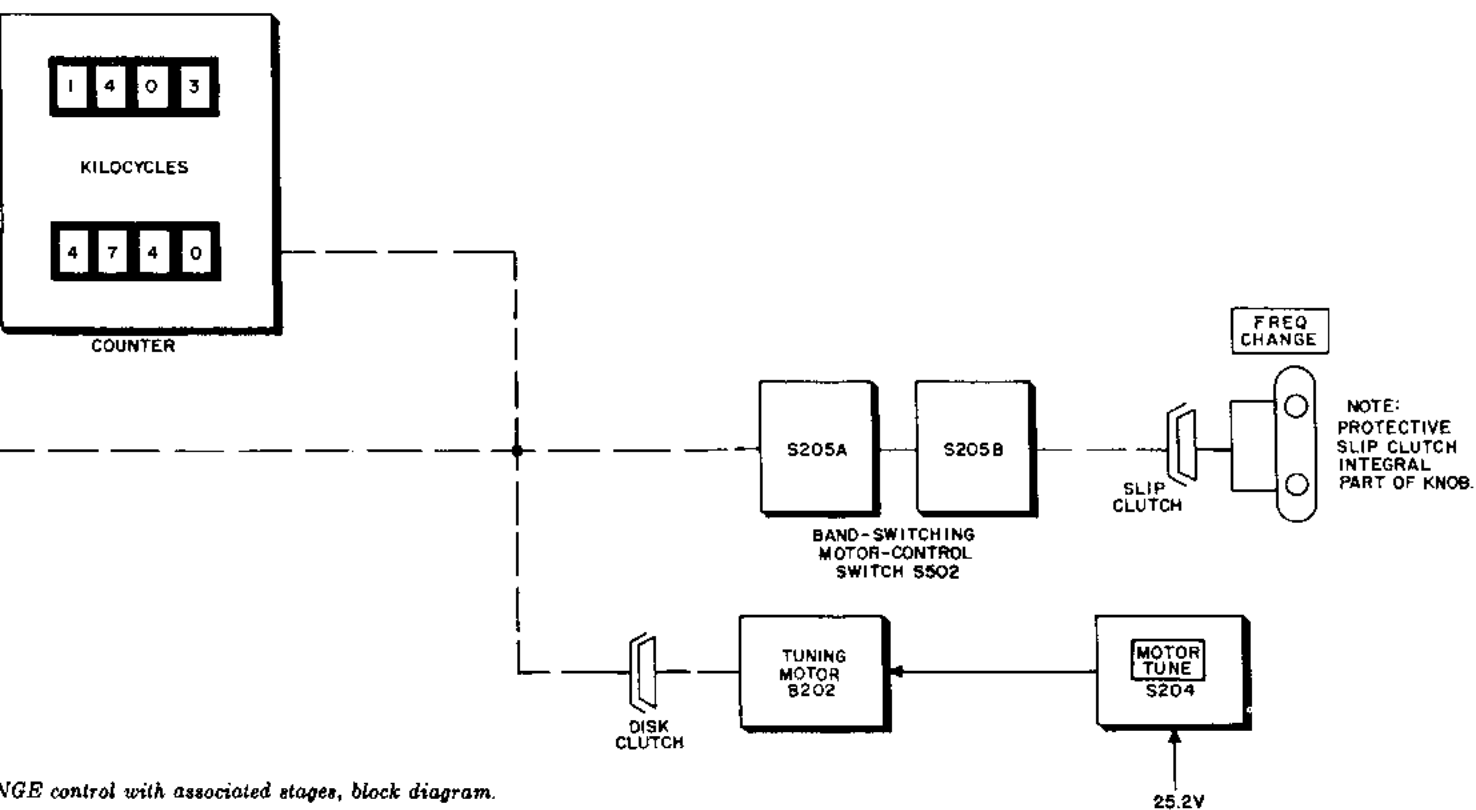 1 4 0 3
KILOCYCLES
4 7 4 0
COUNTER
FREQ
CHANGE
NOTE:
PROTECTIVE
SLIP CLUTCH
INTEGRAL
PART OF KNOB.
S205A
S205B
SLIP
CLUTCH
BAND-SWITCHING
MOTOR-CONTROL
SWITCH S502
TUNING
MOTOR
B202
MOTOR
TUNE
S204
DISK
CLUTCH
25.2V
NGE control with associated stages, block diagram.